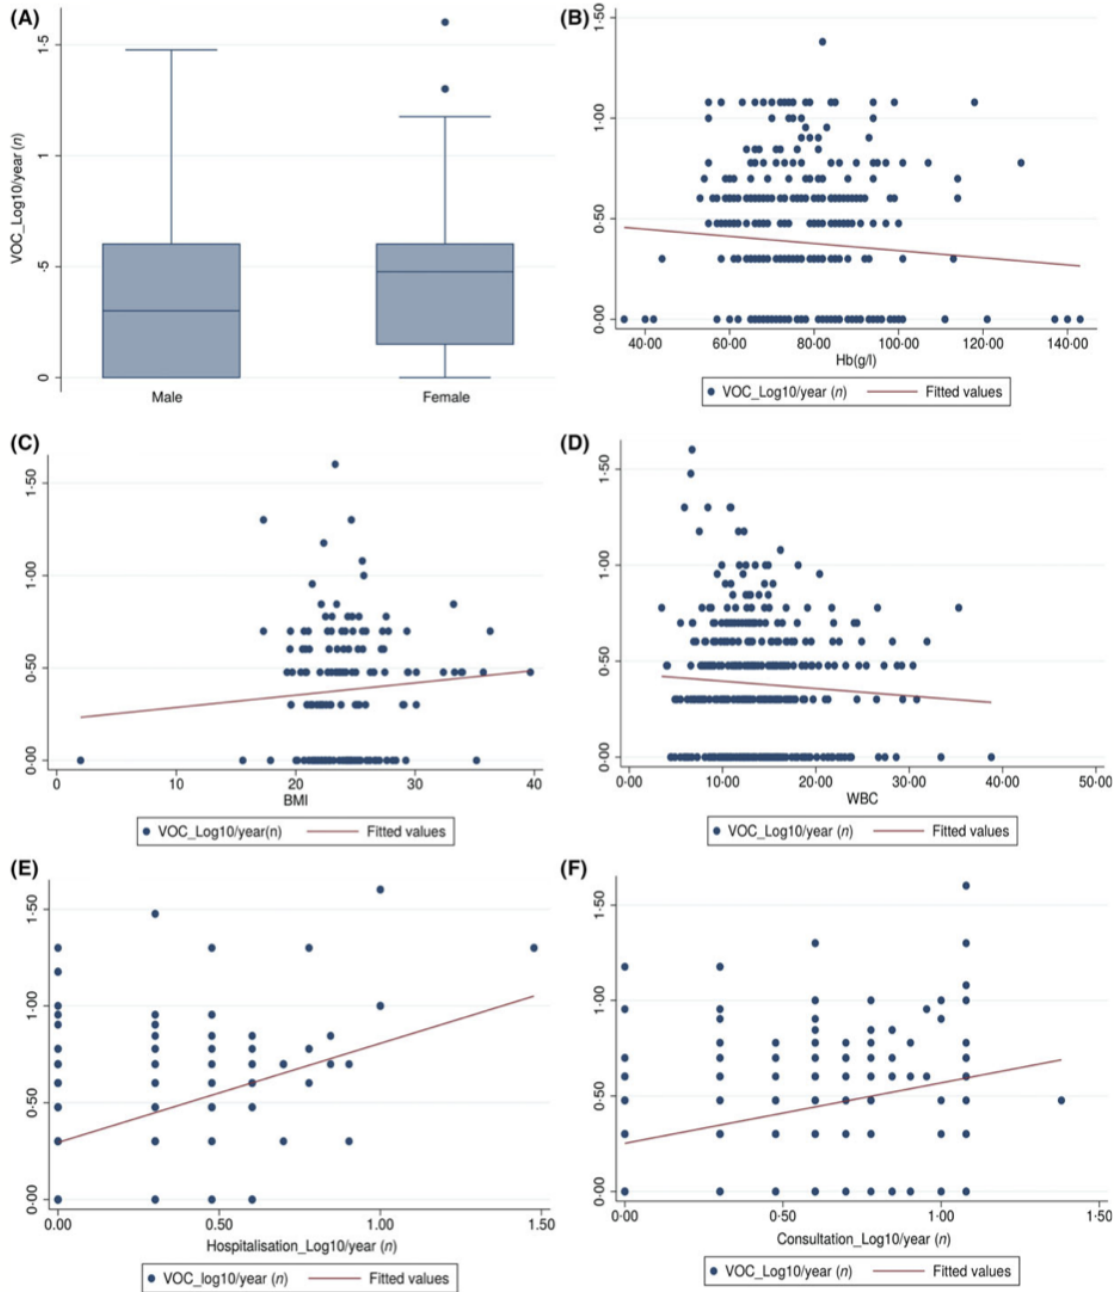 (A)
VOC_Log10/year (n)
1·5
1
·5
0
Male Female
(B)
1·50
1·00
0·50
0·00
40·00 60·00 80·00 100·00 120·00 140·00
Hb(g/l)
VOC_Log10/year (n) Fitted values
(C)
1·50
1·00
0·50
0·00
0 10 20 30 40
BMI
VOC_Log10/year(n) Fitted values
(D)
1·50
1·00
0·50
0·00
0·00 10·00 20·00 30·00 40·00 50·00
WBC
VOC_Log10/year (n) Fitted values
(E)
1·50
1·00
0·50
0·00
0.00 0.50 1.00 1.50
Hospitalisation_Log10/year (n)
VOC_log10/year (n) Fitted values
(F)
1·50
1·00
0·50
0·00
0·00 0·50 1·00 1·50
Consultation_Log10/year (n)
VOC_Log10/year (n) Fitted values